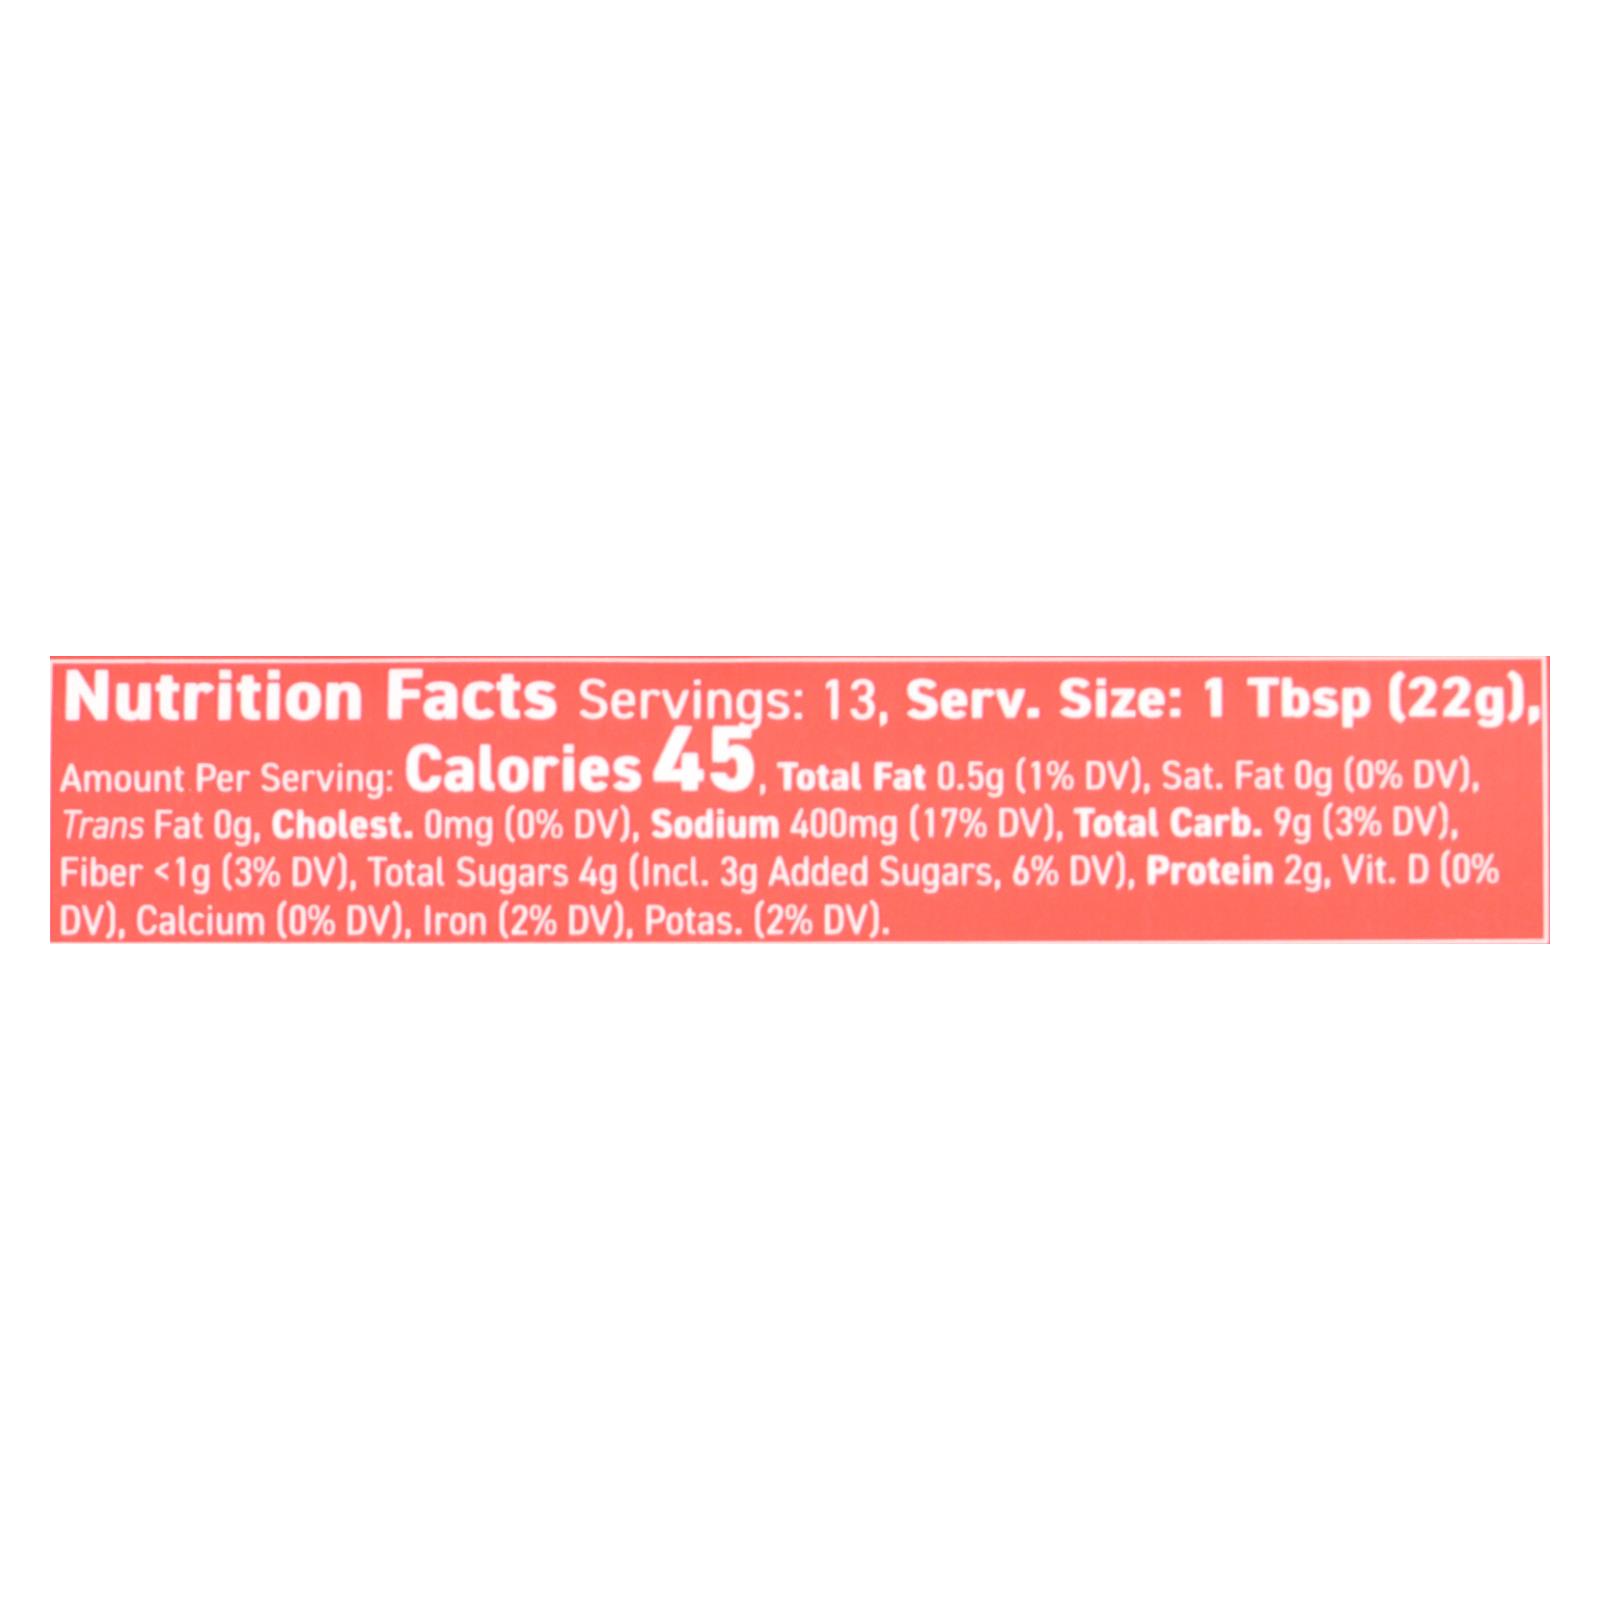 Nutrition Facts Servings: 13, Serv. Size: 1 Tbsp (22g),
Amount Per Serving: Calories 45, Total Fat 0.5g (1% DV), Sat. Fat 0g (0% DV),
Trans Fat 0g, Cholest. 0mg (0% DV), Sodium 400mg (17% DV), Total Carb. 9g (3% DV),
Fiber <1g (3% DV), Total Sugars 4g (Incl. 3g Added Sugars, 6% DV), Protein 2g, Vit. D (0%
DV), Calcium (0% DV), Iron (2% DV), Potas. (2% DV).